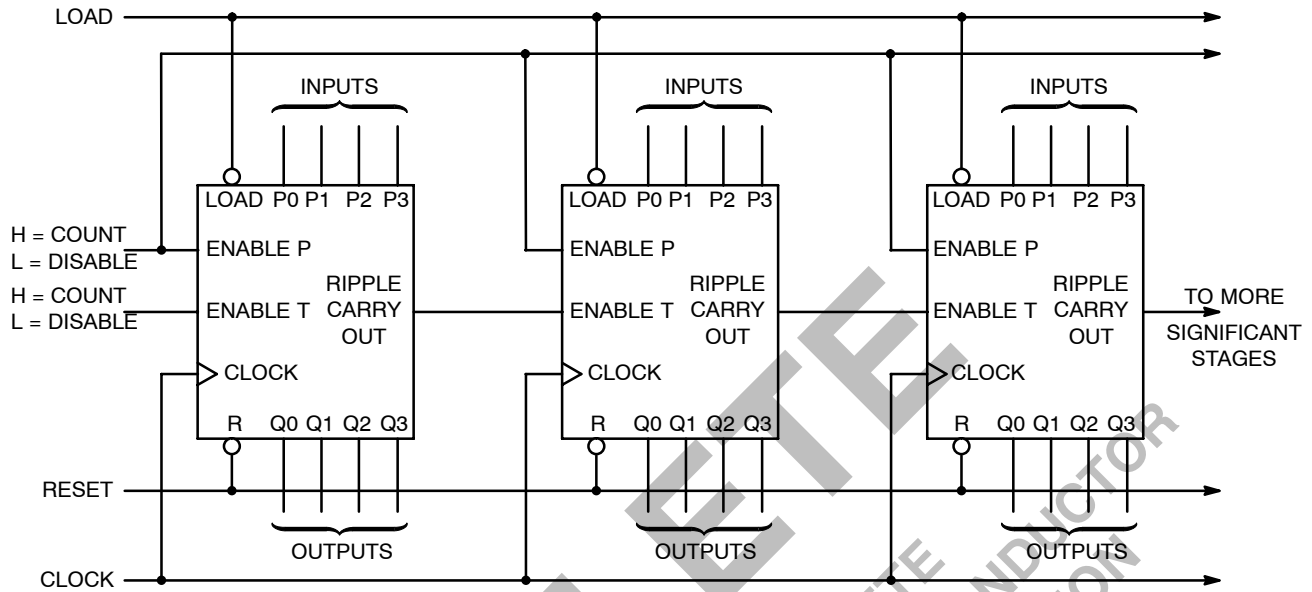 LOAD
INPUTS
INPUTS
INPUTS
LOAD P0 P1 P2 P3
LOAD P0 P1 P2 P3
LOAD P0 P1 P2 P3
H = COUNT
L = DISABLE
ENABLE P
ENABLE P
ENABLE P
H = COUNT
L = DISABLE
ENABLE T
RIPPLE
CARRY
OUT
ENABLE T
RIPPLE
CARRY
OUT
ENABLE T
RIPPLE
CARRY
OUT
TO MORE
SIGNIFICANT
STAGES
CLOCK
CLOCK
CLOCK
R Q0 Q1 Q2 Q3
R Q0 Q1 Q2 Q3
R Q0 Q1 Q2 Q3
RESET
OUTPUTS
OUTPUTS
OUTPUTS
CLOCK
ETE